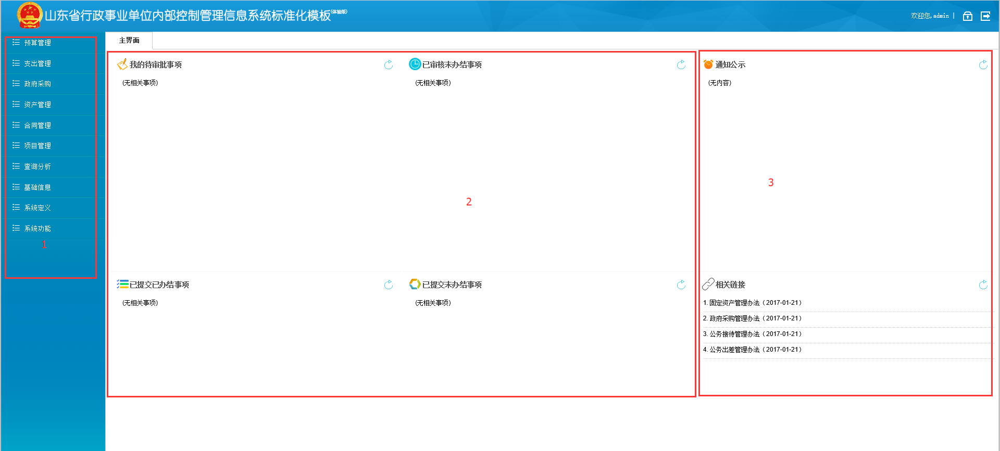 山东省行政事业单位内部控制管理信息系统标准化模板(体验版)
欢迎您,admin |
预算管理
支出管理
政府采购
资产管理
合同管理
项目管理
查询分析
基础信息
系统定义
系统功能
1
主界面
我的待审批事项
(无相关事项)
已审核未办结事项
(无相关事项)
2
已提交已办结事项
(无相关事项)
已提交未办结事项
(无相关事项)
通知公示
(无内容)
3
相关链接
1. 固定资产管理办法（2017-01-21）
2. 政府采购管理办法（2017-01-21）
3. 公务接待管理办法（2017-01-21）
4. 公务出差管理办法（2017-01-21）